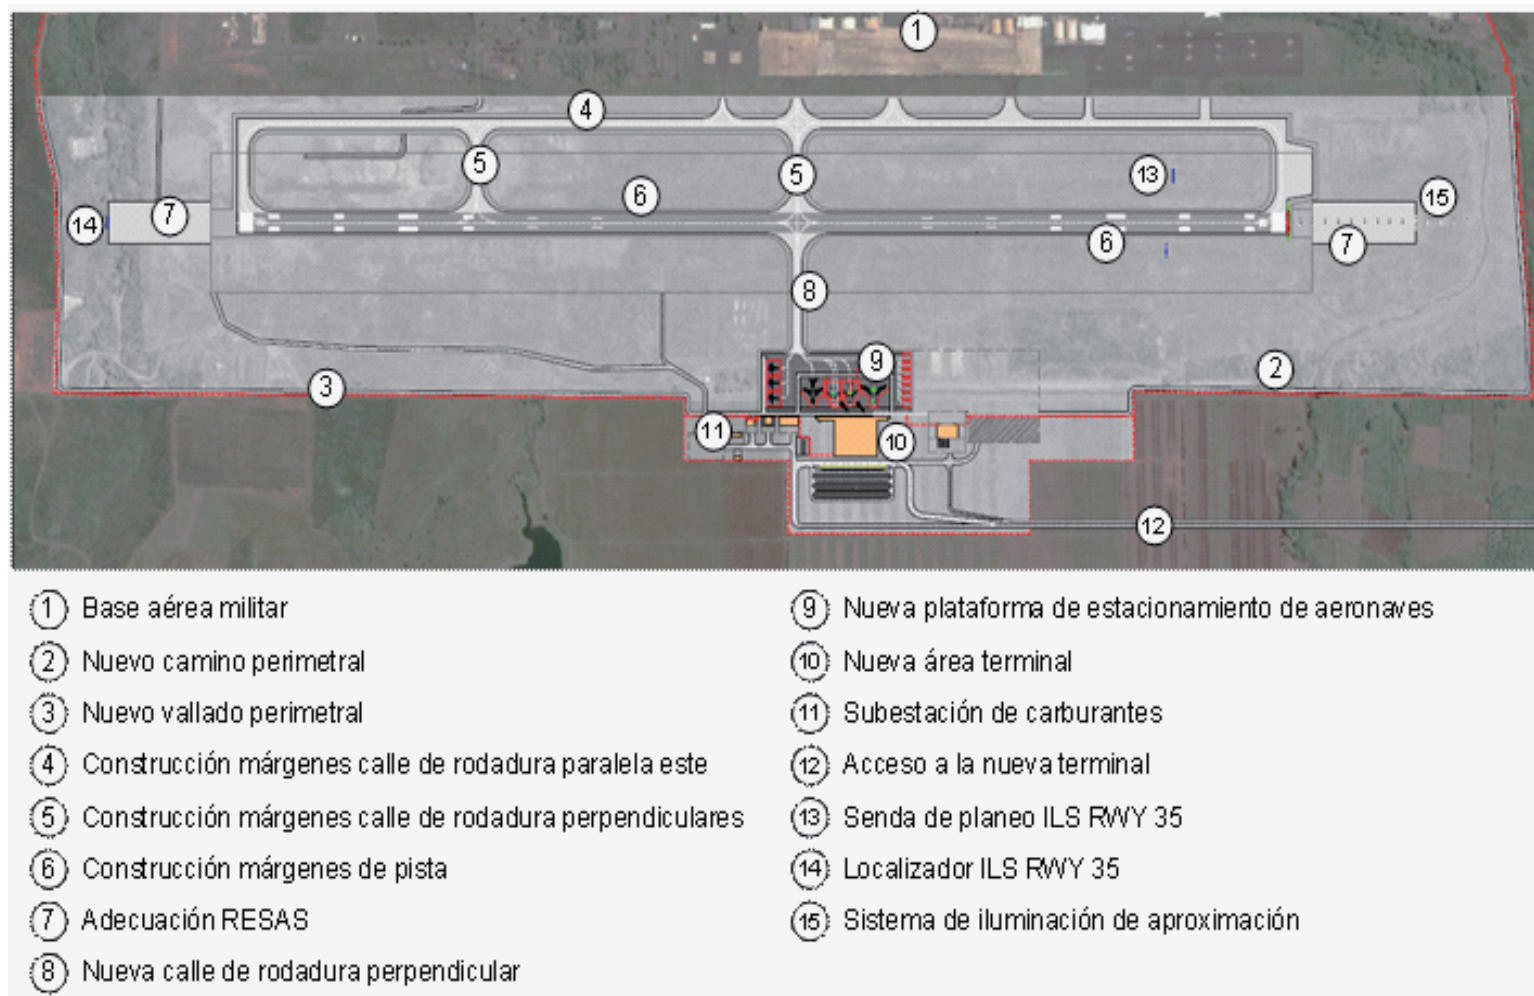 1
4
5
5
13
6
15
7
14
6
7
8
9
2
3
11
10
12
1 Base aérea militar
2 Nuevo camino perimetral
3 Nuevo vallado perimetral
4 Construcción márgenes calle de rodadura paralela este
5 Construcción márgenes calle de rodadura perpendiculares
6 Construcción márgenes de pista
7 Adecuación RESAS
8 Nueva calle de rodadura perpendicular
9 Nueva plataforma de estacionamiento de aeronaves
10 Nueva área terminal
11 Subestación de carburantes
12 Acceso a la nueva terminal
13 Senda de planeo ILS RWY 35
14 Localizador ILS RWY 35
15 Sistema de iluminación de aproximación